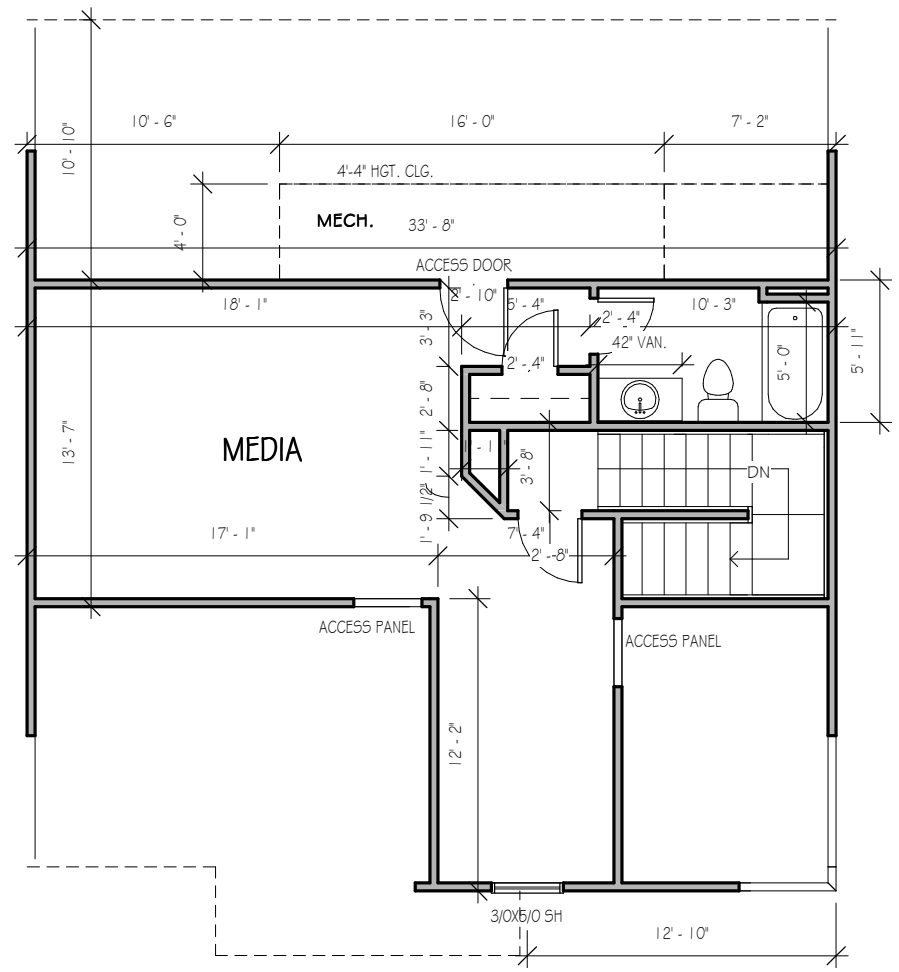 10' - 6"
16' - 0"
7' - 2"
10' - 10"
4'-4" HGT. CLG.
4' - 0"
MECH.
33' - 8"
ACCESS DOOR
18' - 1"
2' - 10"
5' - 4"
10' - 3"
2' - 4"
3' - 3"
42" VAN.
5' - 0"
5' - 11"
2' - 4"
2' - 8"
13' - 7"
MEDIA
1' - 11"
3' - 8"
DN
1' - 9 1/2"
17' - 1"
7' - 4"
2' - 8"
ACCESS PANEL
ACCESS PANEL
12' - 2"
3/0X5/0 SH
12' - 10"